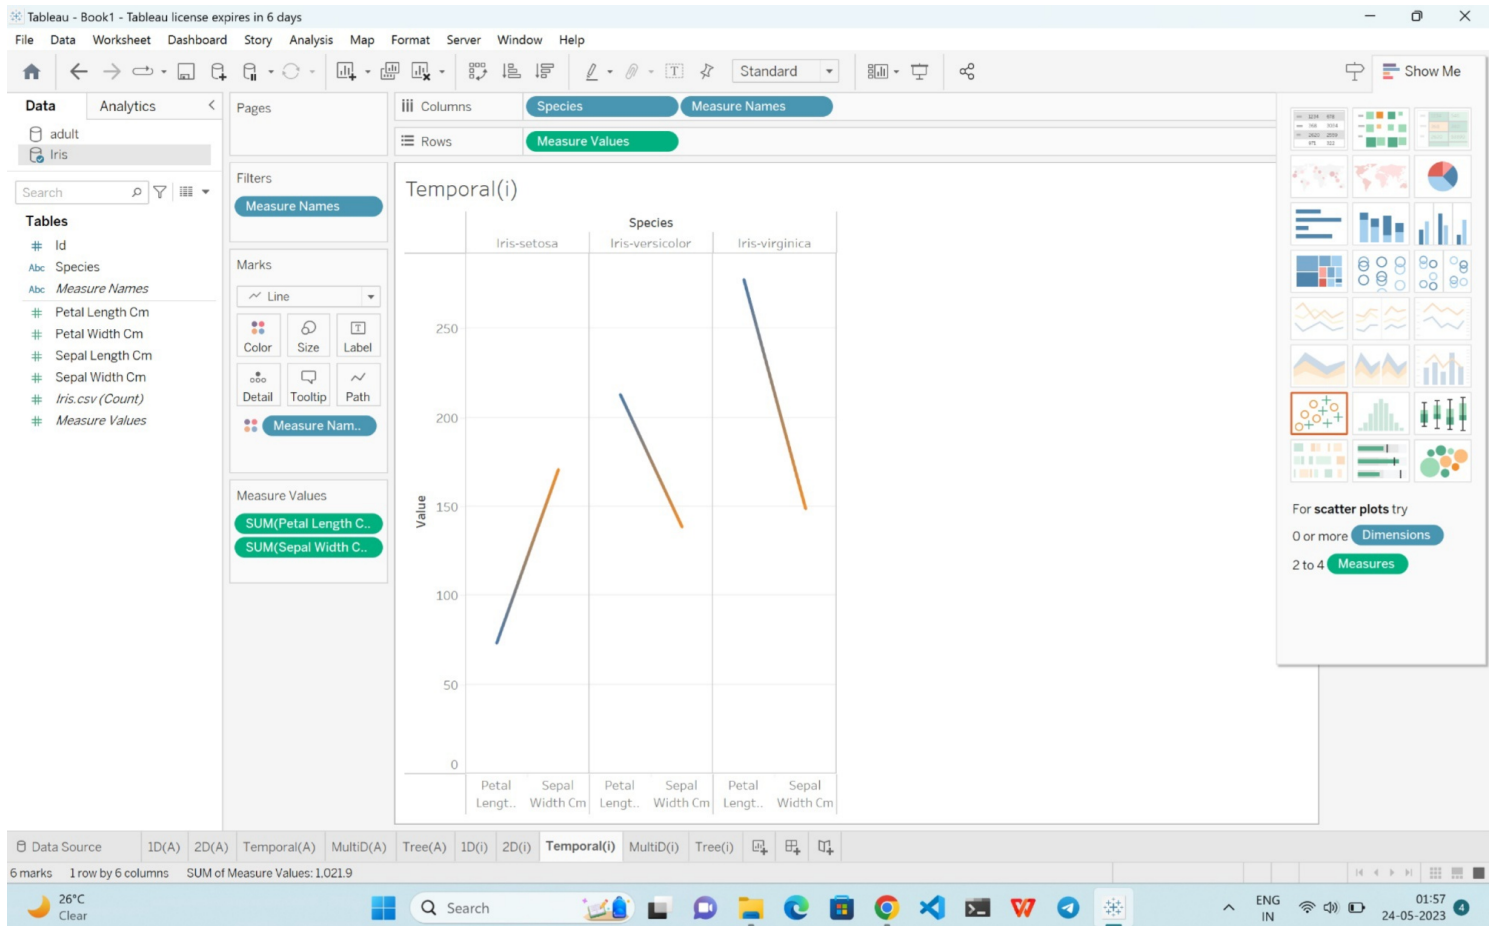 Tableau - Book1 - Tableau license expires in 6 days
File Data Worksheet Dashboard Story Analysis Map Format Server Window Help
Standard
Show Me
Data Analytics
adult
Iris
Search
Tables
# Id
Abc Species
Abc Measure Names
# Petal Length Cm
# Petal Width Cm
# Sepal Length Cm
# Sepal Width Cm
# Iris.csv (Count)
# Measure Values
Pages
Filters
Measure Names
Marks
Line
Color Size Label
Detail Tooltip Path
Measure Nam..
Measure Values
SUM(Petal Length C..
SUM(Sepal Width C..
Columns Species Measure Names
Rows Measure Values
Temporal(i)
Species
Iris-setosa Iris-versicolor Iris-virginica
Value
250
200
150
100
50
0
Petal Lengt.. Sepal Width Cm Petal Lengt.. Sepal Width Cm Petal Lengt.. Sepal Width Cm
For scatter plots try
0 or more Dimensions
2 to 4 Measures
Data Source 1D(A) 2D(A) Temporal(A) MultiD(A) Tree(A) 1D(i) 2D(i) Temporal(i) MultiD(i) Tree(i)
6 marks 1 row by 6 columns SUM of Measure Values: 1,021.9
26°C
Clear
Search
ENG
IN
01:57
24-05-2023
4